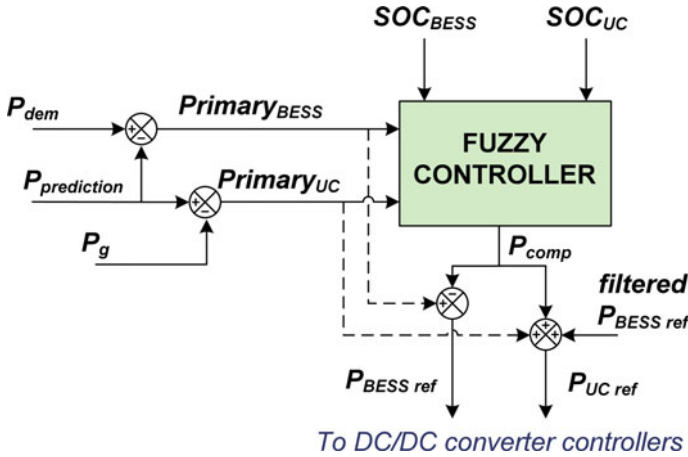 SOC_BESS
SOC_UC
P_dem
Primary_BESS
FUZZY
CONTROLLER
P_prediction
Primary_UC
P_g
P_comp
filtered
P_BESS ref
P_BESS ref
P_UC ref
To DC/DC converter controllers